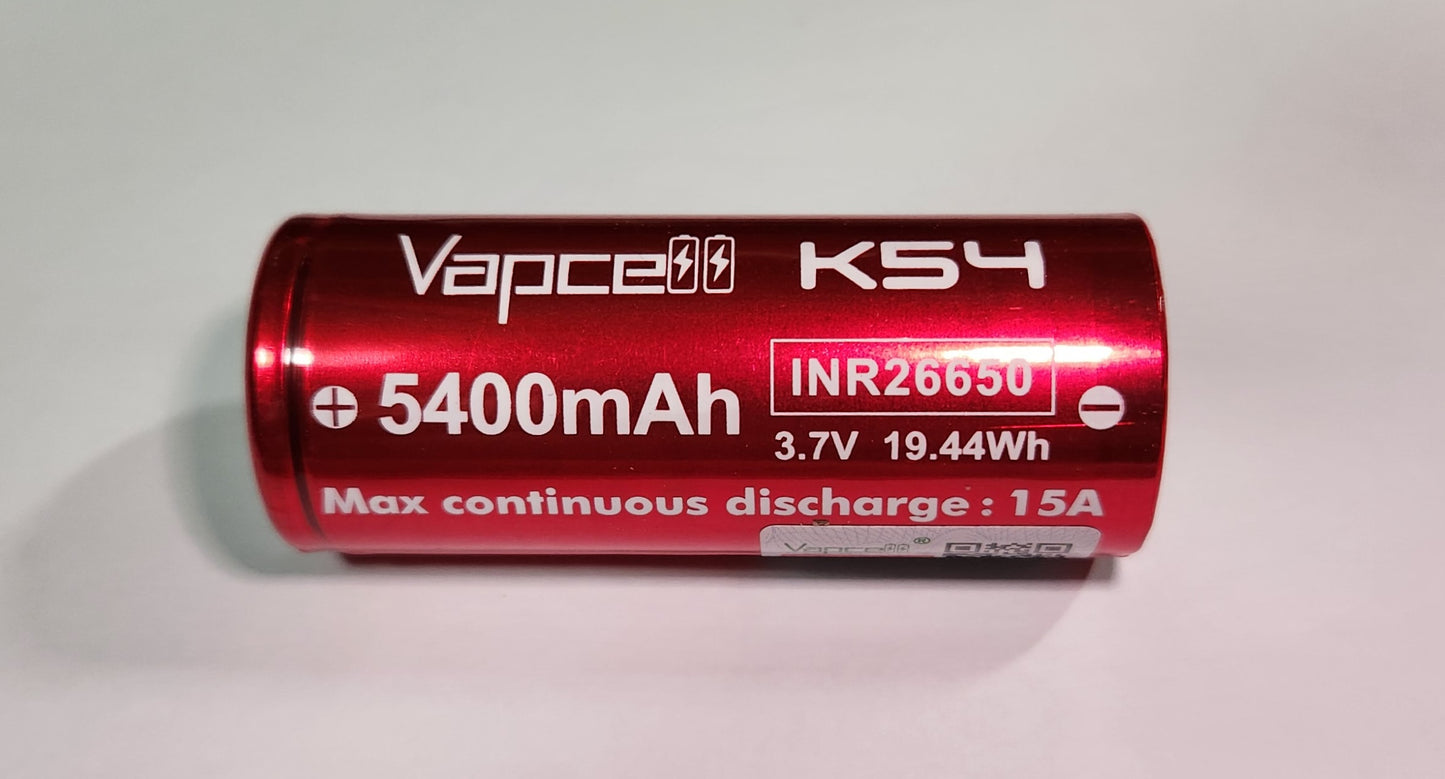 Vapcell K54
5400mAh
INR26650
3.7V 19.44Wh
Max continuous discharge : 15A
Vapcell®